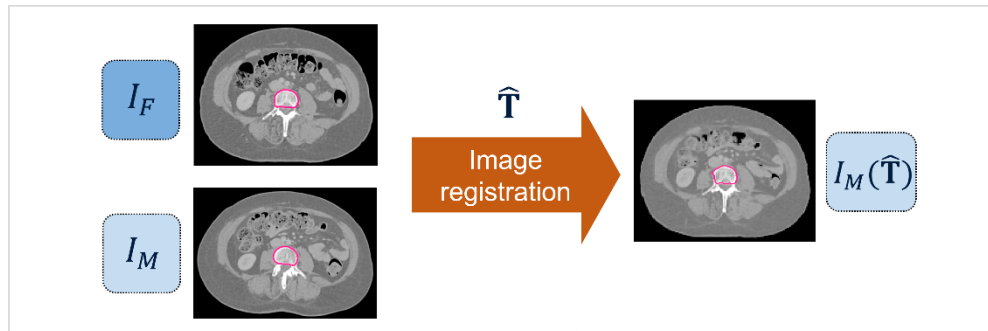 I_F
T̂
Image
registration
I_M(T̂)
I_M